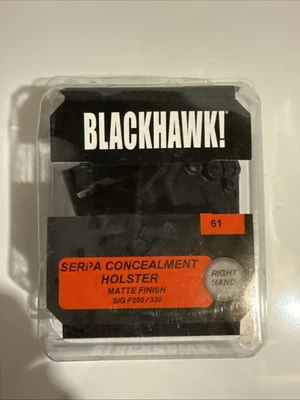 BLACKHAWK!
61
SERPA CONCEALMENT
HOLSTER
MATTE FINISH
SIG P250 / 320
RIGHT
HAND